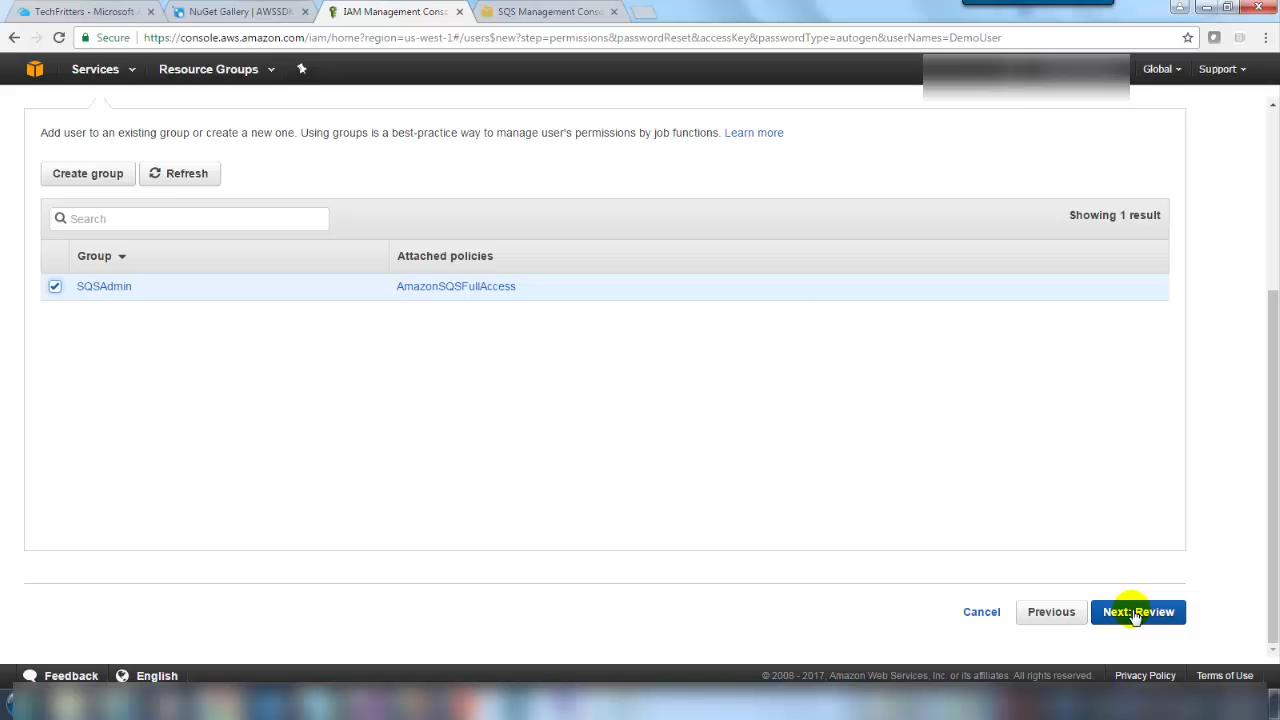 TechFritters - Microsoft A
NuGet Gallery | AWSSDK
IAM Management Conso
SQS Management Conso
Secure
https://console.aws.amazon.com/iam/home?region=us-west-1#/users$new?step=permissions&passwordReset&accessKey&passwordType=autogen&userNames=DemoUser
Services
Resource Groups
Global
Support
Add user to an existing group or create a new one. Using groups is a best-practice way to manage user's permissions by job functions. Learn more
Create group
Refresh
Search
Showing 1 result
Group
Attached policies
SQSAdmin
AmazonSQSFullAccess
Cancel
Previous
Next: Review
Feedback
English
© 2008 - 2017, Amazon Web Services, Inc. or its affiliates. All rights reserved.
Privacy Policy
Terms of Use